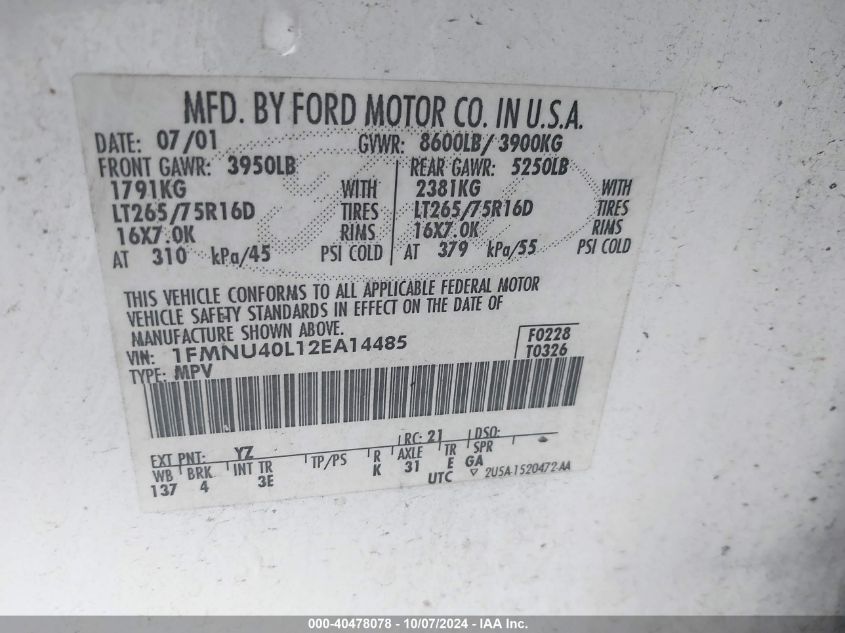 MFD. BY FORD MOTOR CO. IN U.S.A.
DATE: 07/01 GVWR: 8600LB/ 3900KG
FRONT GAWR: 3950LB REAR GAWR: 5250LB
1791KG WITH 2381KG WITH
LT265/75R16D TIRES LT265/75R16D TIRES
16X7.0K RIMS 16X7.0K RIMS
AT 310 kPa/45 PSI COLD AT 379 kPa/55 PSI COLD
THIS VEHICLE CONFORMS TO ALL APPLICABLE FEDERAL MOTOR
VEHICLE SAFETY STANDARDS IN EFFECT ON THE DATE OF
MANUFACTURE SHOWN ABOVE.
VIN: 1FMNU40L12EA14485 F0228
TYPE: MPV T0326
EXT PNT: YZ RC: 21 DSO:
WB BRK INT TR TP/PS R AXLE TR SPR
137 4 3E K 31 E GA
UTC 2U5A-1520472-AA
000-40478078 - 10/07/2024 - IAA Inc.